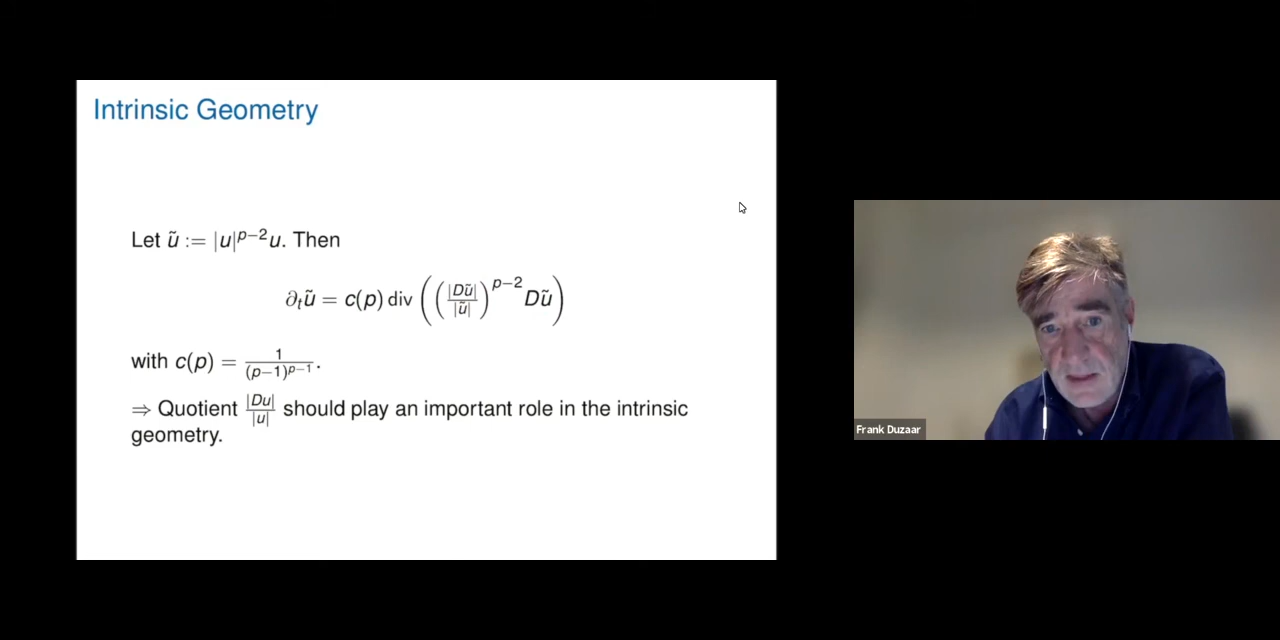 Intrinsic Geometry
Let ũ := |u|^{p−2}u. Then
∂_t ũ = c(p) div ( ( |Dũ| / |ũ| )^{p−2} Dũ )
with c(p) = 1 / (p−1)^{p−1}.
⇒ Quotient |Du| / |u| should play an important role in the intrinsic
geometry.
Frank Duzaar